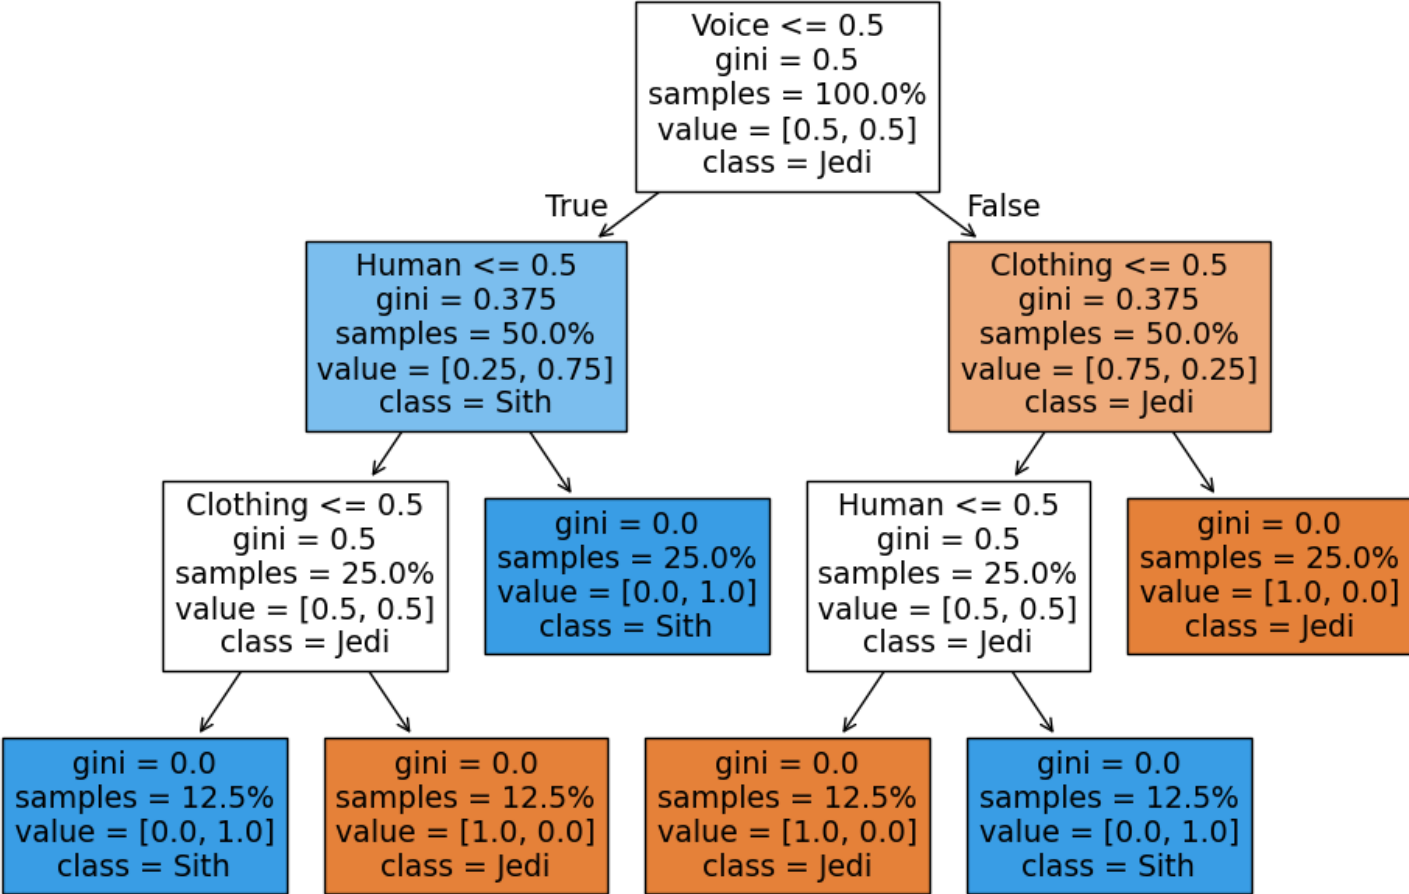 Voice <= 0.5
gini = 0.5
samples = 100.0%
value = [0.5, 0.5]
class = Jedi
True
False
Human <= 0.5
gini = 0.375
samples = 50.0%
value = [0.25, 0.75]
class = Sith
Clothing <= 0.5
gini = 0.375
samples = 50.0%
value = [0.75, 0.25]
class = Jedi
Clothing <= 0.5
gini = 0.5
samples = 25.0%
value = [0.5, 0.5]
class = Jedi
gini = 0.0
samples = 25.0%
value = [0.0, 1.0]
class = Sith
Human <= 0.5
gini = 0.5
samples = 25.0%
value = [0.5, 0.5]
class = Jedi
gini = 0.0
samples = 25.0%
value = [1.0, 0.0]
class = Jedi
gini = 0.0
samples = 12.5%
value = [0.0, 1.0]
class = Sith
gini = 0.0
samples = 12.5%
value = [1.0, 0.0]
class = Jedi
gini = 0.0
samples = 12.5%
value = [1.0, 0.0]
class = Jedi
gini = 0.0
samples = 12.5%
value = [0.0, 1.0]
class = Sith